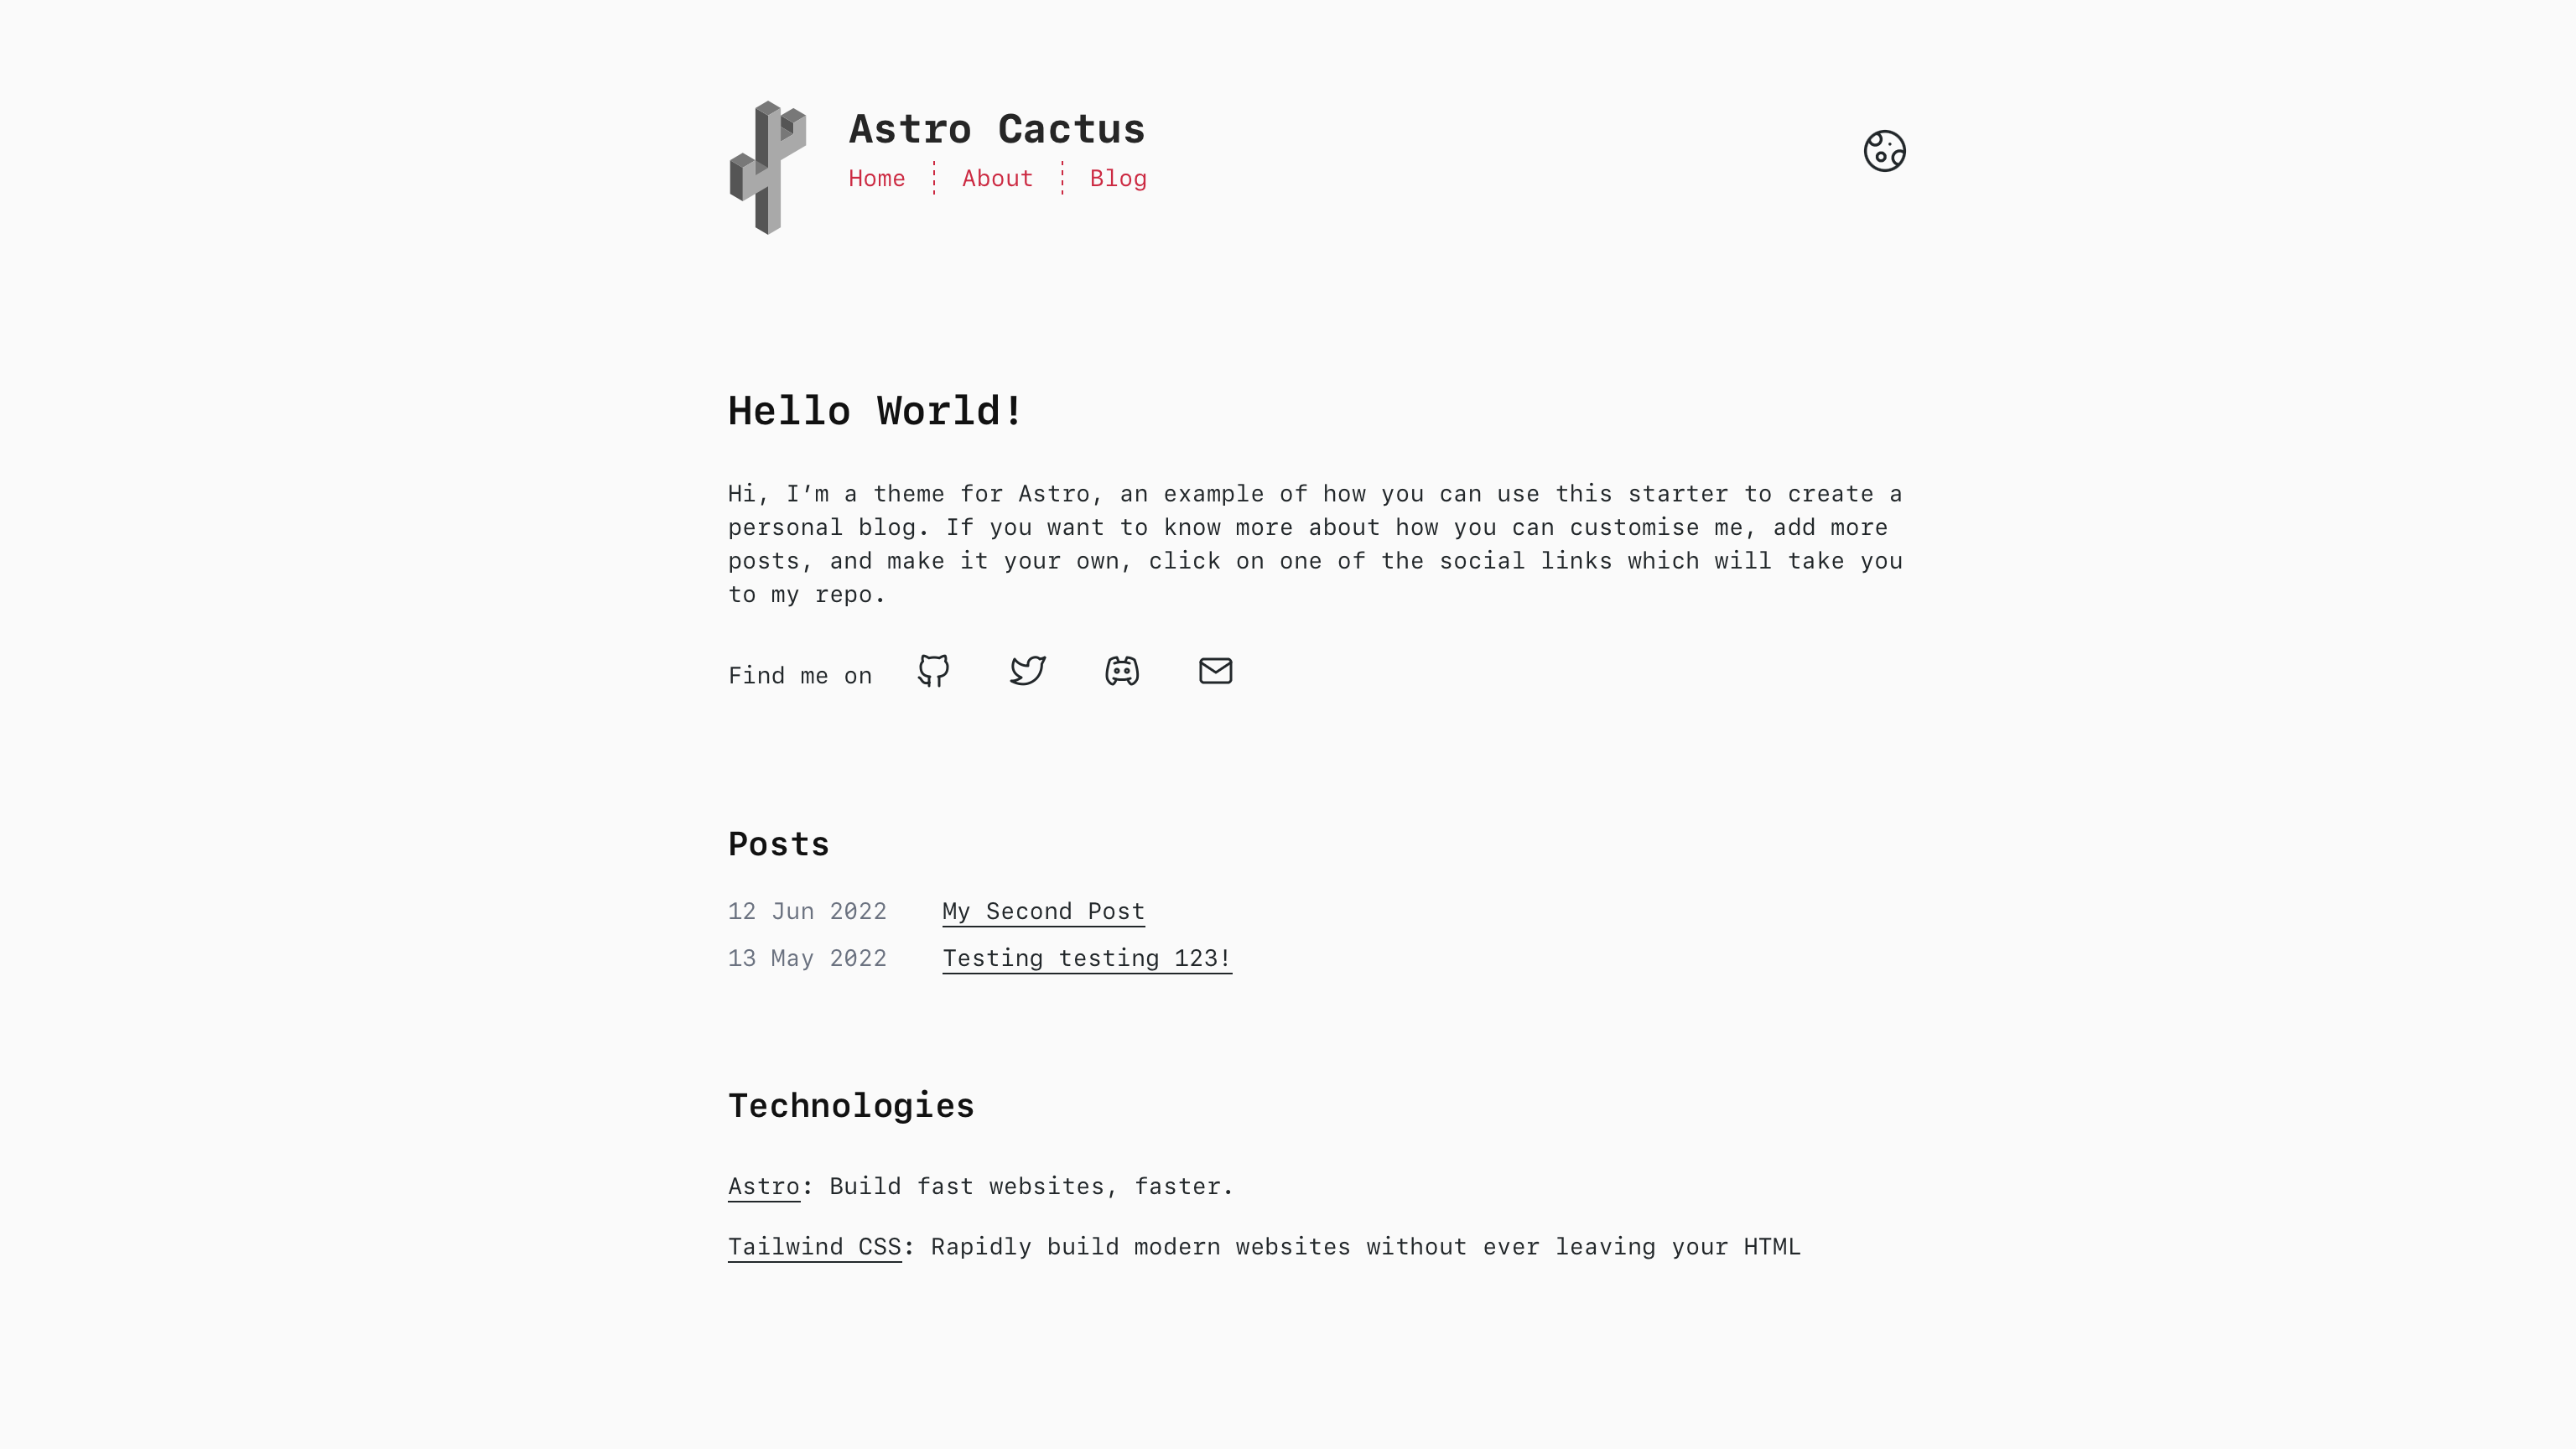 Astro Cactus
Home About Blog
Hello World!
Hi, I’m a theme for Astro, an example of how you can use this starter to create a
personal blog. If you want to know more about how you can customise me, add more
posts, and make it your own, click on one of the social links which will take you
to my repo.
Find me on
Posts
12 Jun 2022 My Second Post
13 May 2022 Testing testing 123!
Technologies
Astro: Build fast websites, faster.
Tailwind CSS: Rapidly build modern websites without ever leaving your HTML